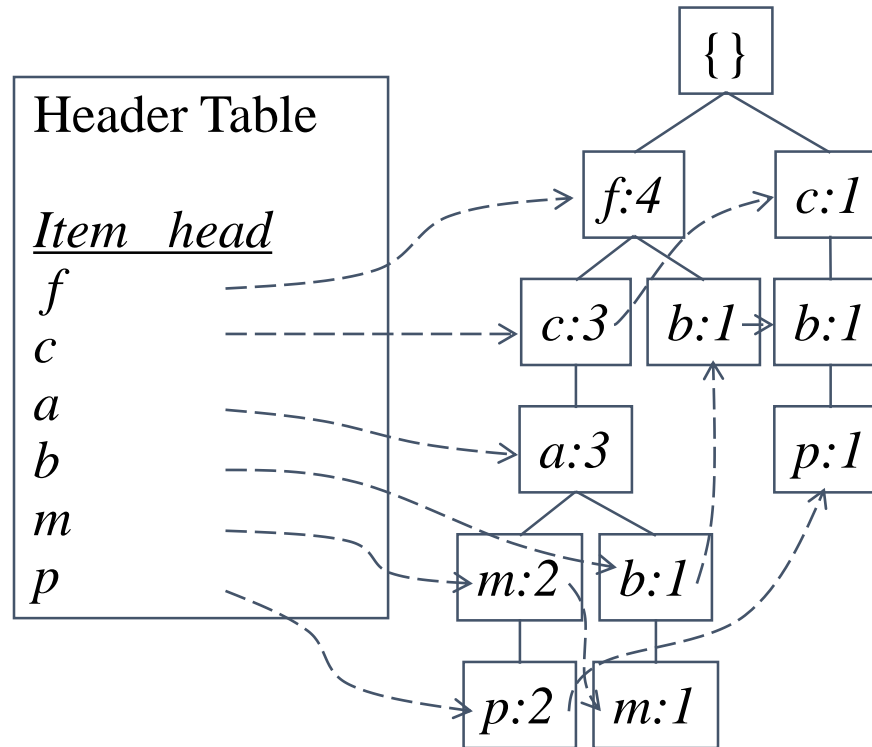 {}
Header Table
f:4 c:1
Item head
f
c:3 b:1 b:1
c
a
a:3 p:1
b
m
m:2 b:1
p
p:2 m:1